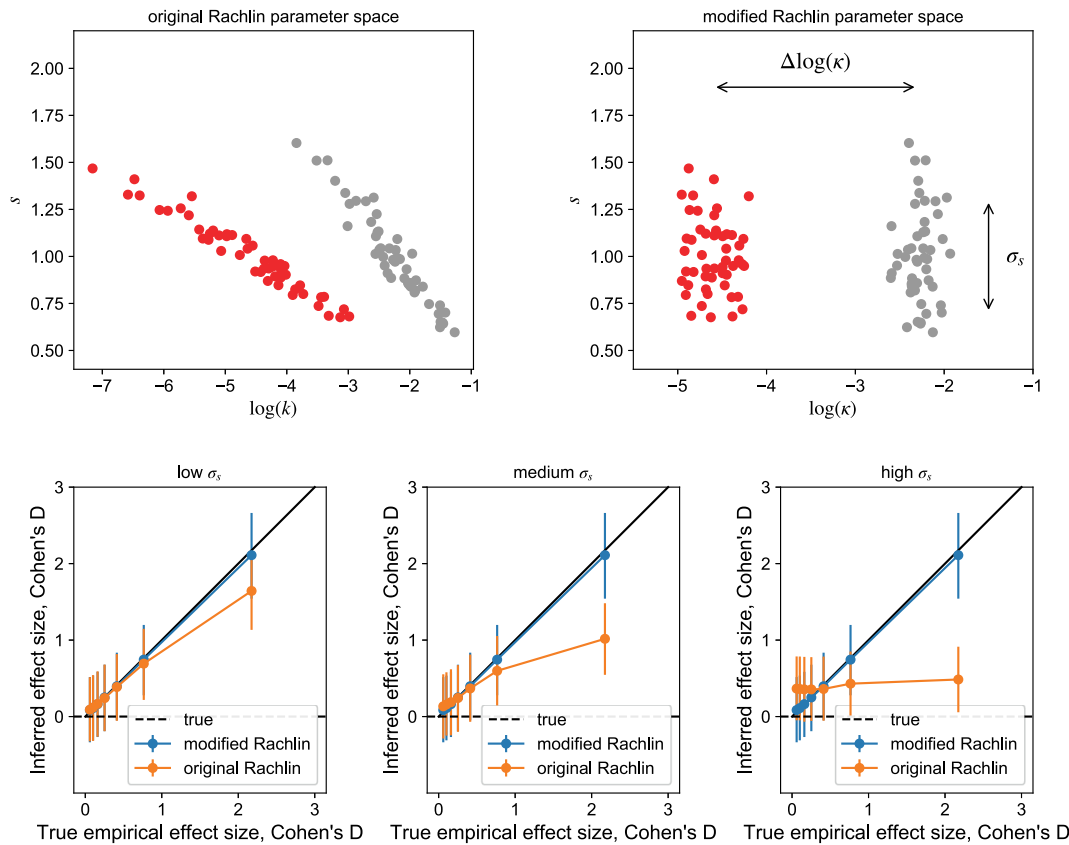 original Rachlin parameter space
2.00
1.75
1.50
1.25
1.00
0.75
0.50
s
−7 −6 −5 −4 −3 −2 −1
log(k)
modified Rachlin parameter space
Δlog(κ)
σs
2.00
1.75
1.50
1.25
1.00
0.75
0.50
s
−5 −4 −3 −2 −1
log(κ)
low σs
Inferred effect size, Cohen's D
3
2
1
0
true
modified Rachlin
original Rachlin
0 1 2 3
True empirical effect size, Cohen's D
medium σs
Inferred effect size, Cohen's D
3
2
1
0
true
modified Rachlin
original Rachlin
0 1 2 3
True empirical effect size, Cohen's D
high σs
Inferred effect size, Cohen's D
3
2
1
0
true
modified Rachlin
original Rachlin
0 1 2 3
True empirical effect size, Cohen's D